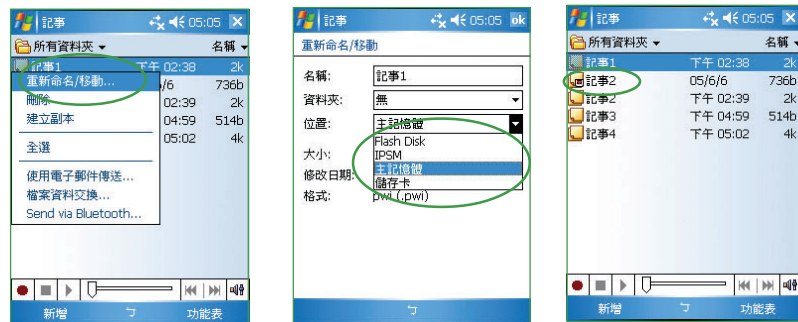 記事 05:05
所有資料夾 名稱
記事1 下午 02:38 2k
重新命名/移動... /6 736b
刪除 02:39 2k
建立副本 04:59 514b
全選 05:02 4k
使用電子郵件傳送...
檔案資料交換...
Send via Bluetooth...
新增 功能表
記事 05:05 ok
重新命名/移動
名稱: 記事1
資料夾: 無
位置: 主記憶體
Flash Disk
大小: IPSM
主記憶體
修改日期: 儲存卡
格式: pwi (.pwi)
記事 05:05
所有資料夾 名稱
記事1 下午 02:38 2k
記事2 05/6/6 736b
記事2 下午 02:39 2k
記事3 下午 04:59 514b
記事4 下午 05:02 4k
新增 功能表